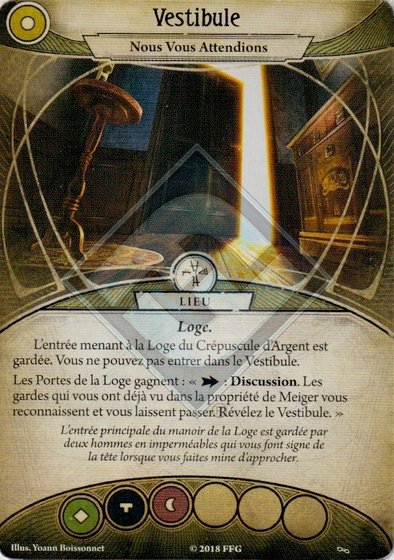 Vestibule
Nous Vous Attendions
LIEU
Loge.
L'entrée menant à la Loge du Crépuscule d'Argent est
gardée. Vous ne pouvez pas entrer dans le Vestibule.
Les Portes de la Loge gagnent : « : Discussion. Les
gardes qui vous ont déjà vu dans la propriété de Meiger vous
reconnaissent et vous laissent passer. Révélez le Vestibule. »
L'entrée principale du manoir de la Loge est gardée par
deux hommes en imperméables qui vous font signe de
la tête lorsque vous faites mine d'approcher.
Illus. Yoann Boissonnet
© 2018 FFG